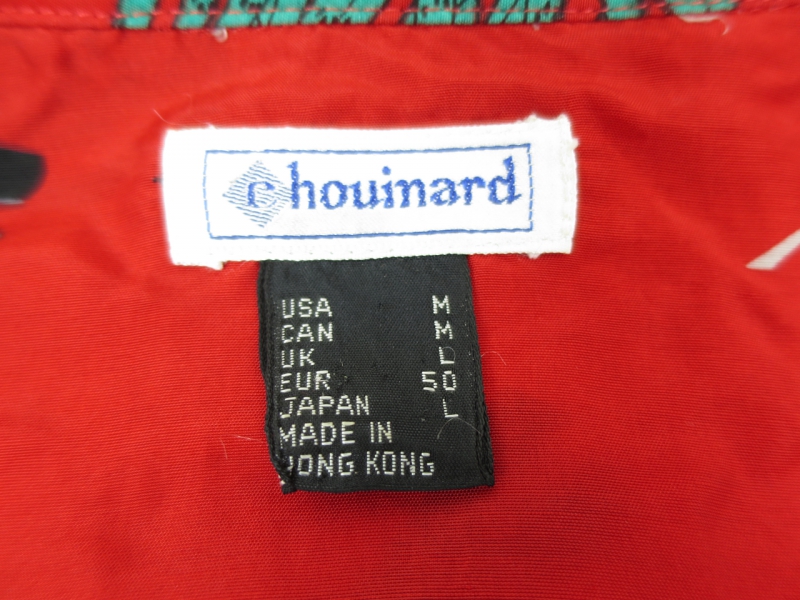 chouinard
USA M
CAN M
UK L
EUR 50
JAPAN L
MADE IN
HONG KONG